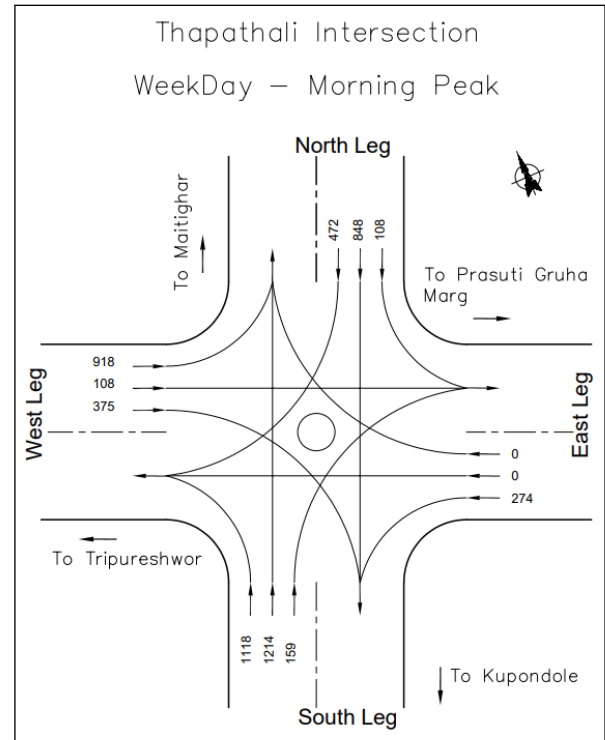 Thapathali Intersection
WeekDay – Morning Peak
North Leg
To Maitighar
472
848
108
To Prasuti Gruha
Marg
918
108
375
West Leg
East Leg
0
0
274
To Tripureshwor
1118
1214
159
To Kupondole
South Leg